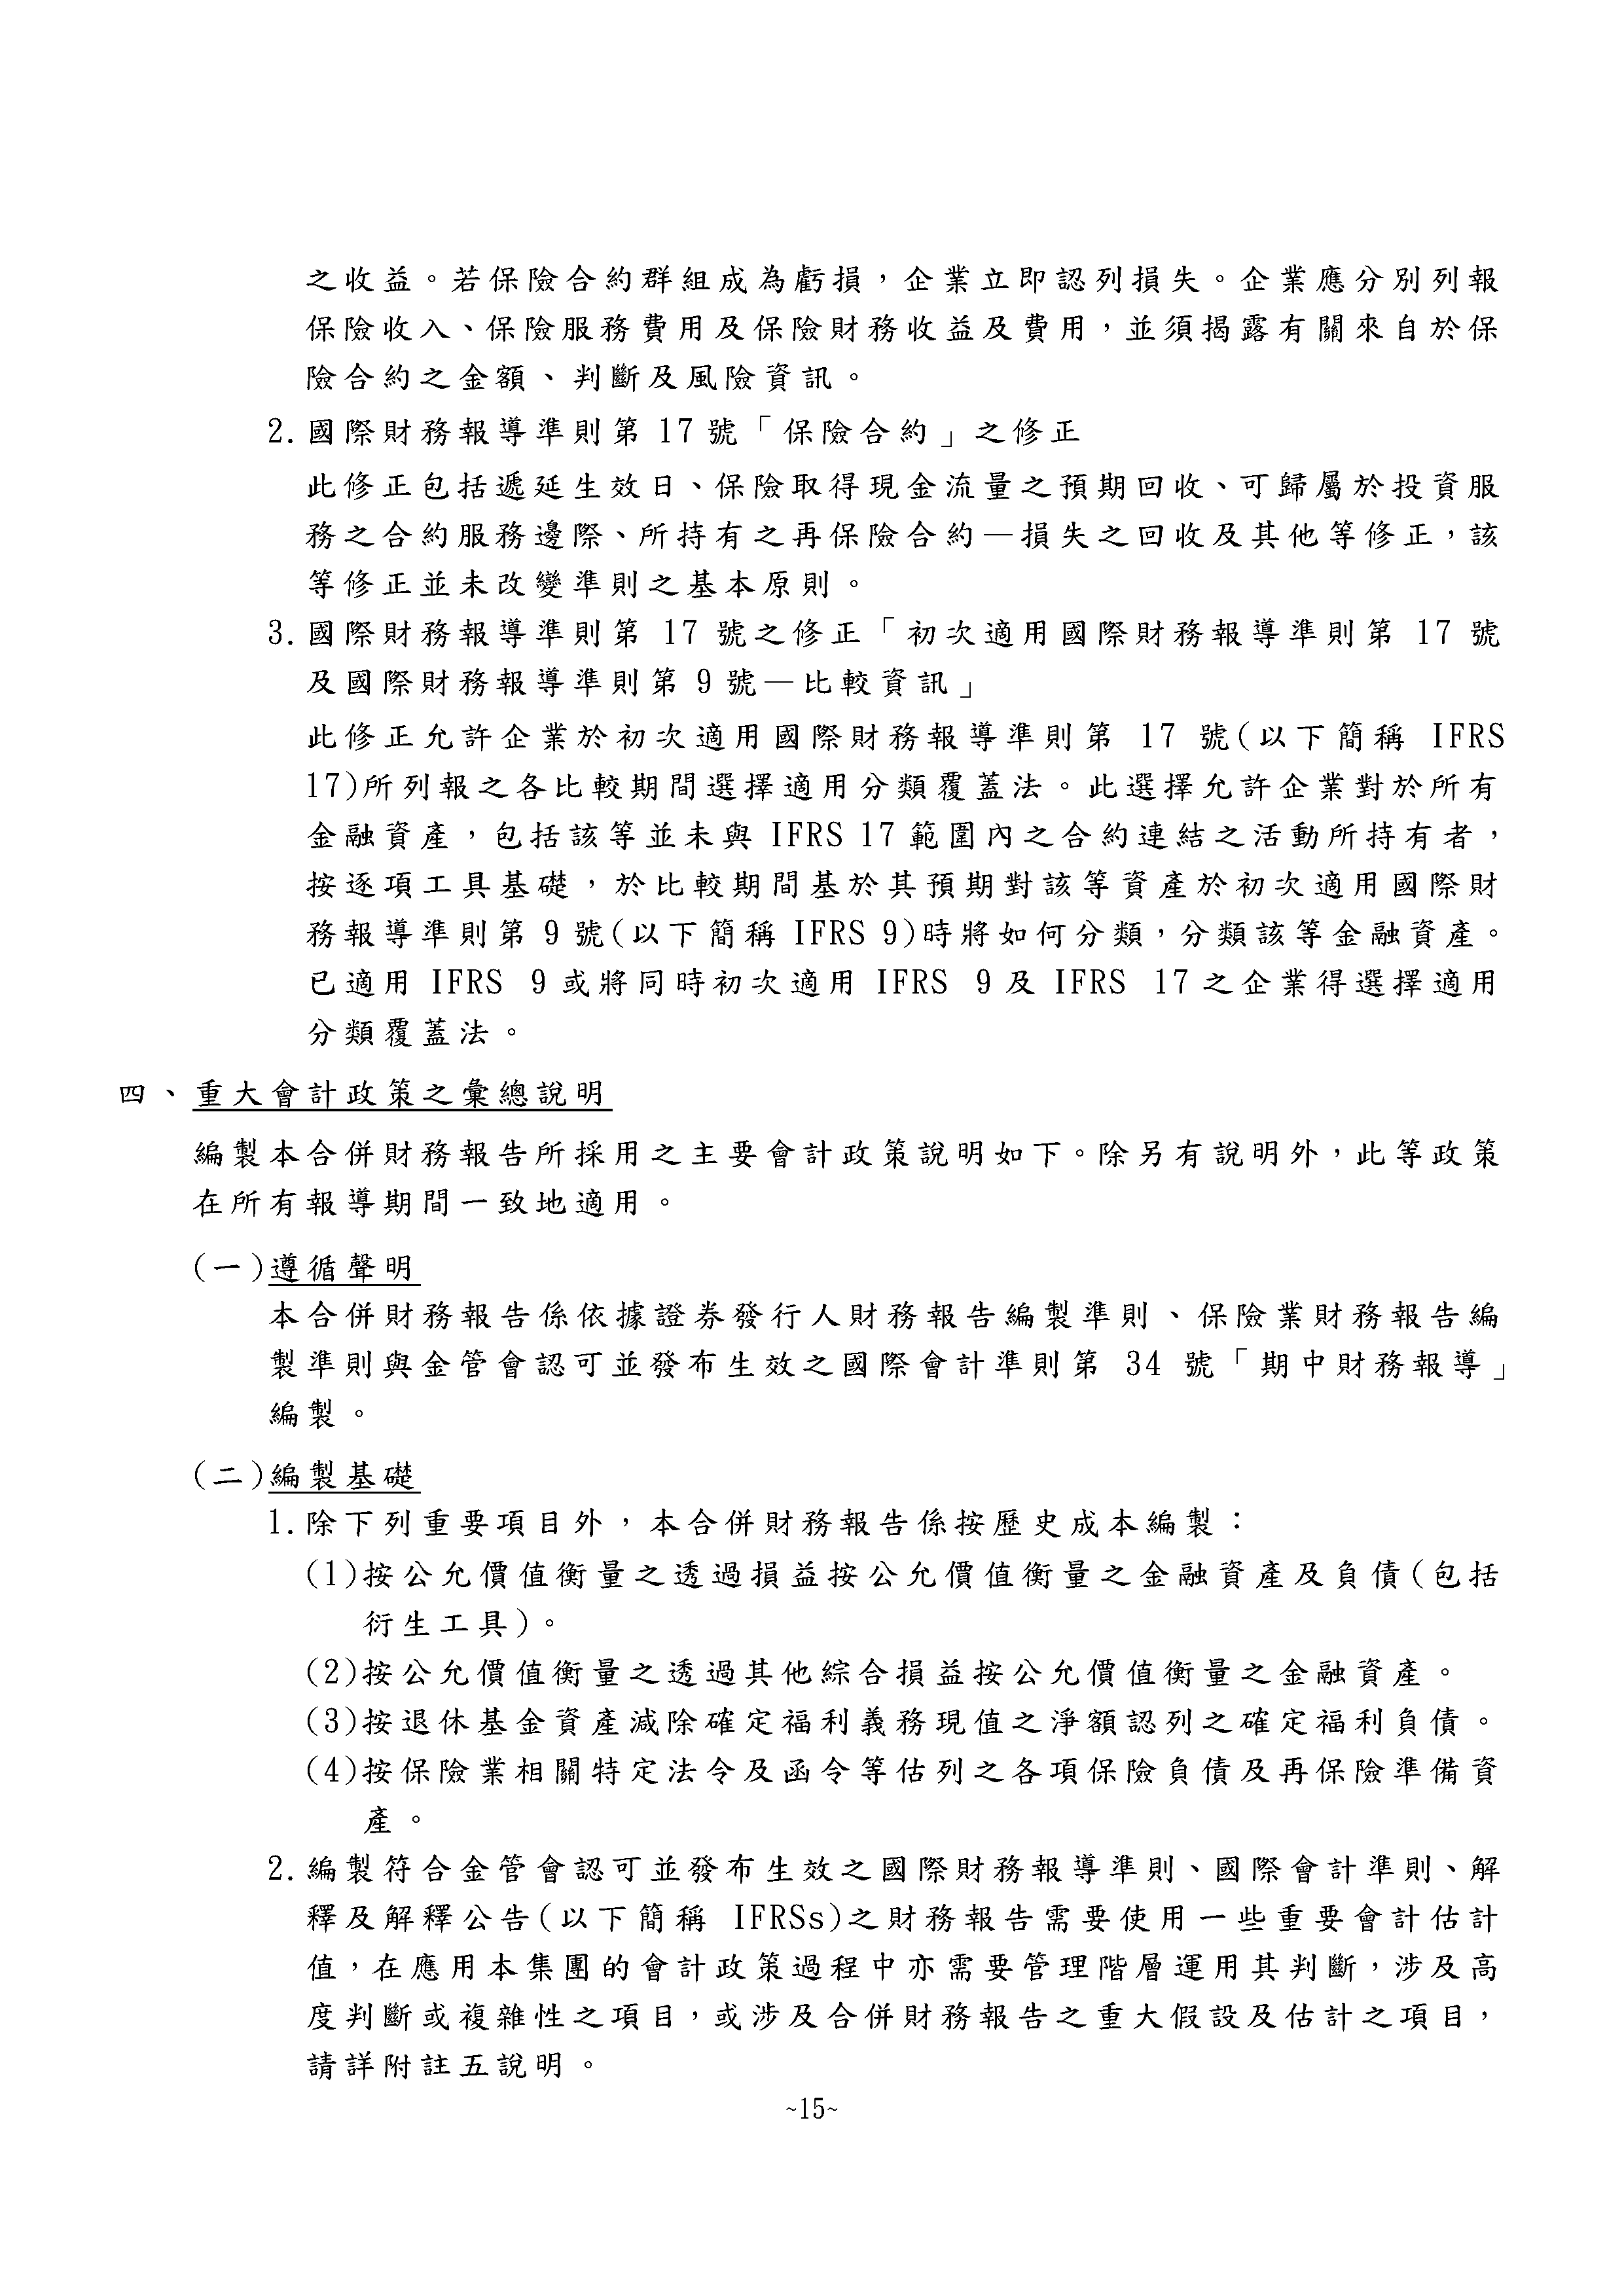 之收益。若保險合約群組成為虧損，企業立即認列損失。企業應分別列報
保險收入、保險服務費用及保險財務收益及費用，並須揭露有關來自於保
險合約之金額、判斷及風險資訊。
2.國際財務報導準則第 17 號「保險合約」之修正
此修正包括遞延生效日、保險取得現金流量之預期回收、可歸屬於投資服
務之合約服務邊際、所持有之再保險合約—損失之回收及其他等修正，該
等修正並未改變準則之基本原則。
3.國際財務報導準則第 17 號之修正「初次適用國際財務報導準則第 17 號
及國際財務報導準則第 9 號—比較資訊」
此修正允許企業於初次適用國際財務報導準則第 17 號(以下簡稱 IFRS
17)所列報之各比較期間選擇適用分類覆蓋法。此選擇允許企業對於所有
金融資產，包括該等並未與 IFRS 17 範圍內之合約連結之活動所持有者，
按逐項工具基礎，於比較期間基於其預期對該等資產於初次適用國際財
務報導準則第 9 號(以下簡稱 IFRS 9)時將如何分類，分類該等金融資產。
已適用 IFRS 9 或將同時初次適用 IFRS 9 及 IFRS 17 之企業得選擇適用
分類覆蓋法。
四、重大會計政策之彙總說明
編製本合併財務報告所採用之主要會計政策說明如下。除另有說明外，此等政策
在所有報導期間一致地適用。
(一)遵循聲明
本合併財務報告係依據證券發行人財務報告編製準則、保險業財務報告編
製準則與金管會認可並發布生效之國際會計準則第 34 號「期中財務報導」
編製。
(二)編製基礎
1.除下列重要項目外，本合併財務報告係按歷史成本編製：
(1)按公允價值衡量之透過損益按公允價值衡量之金融資產及負債(包括
衍生工具)。
(2)按公允價值衡量之透過其他綜合損益按公允價值衡量之金融資產。
(3)按退休基金資產減除確定福利義務現值之淨額認列之確定福利負債。
(4)按保險業相關特定法令及函令等估列之各項保險負債及再保險準備資
產。
2.編製符合金管會認可並發布生效之國際財務報導準則、國際會計準則、解
釋及解釋公告(以下簡稱 IFRSs)之財務報告需要使用一些重要會計估計
值，在應用本集團的會計政策過程中亦需要管理階層運用其判斷，涉及高
度判斷或複雜性之項目，或涉及合併財務報告之重大假設及估計之項目，
請詳附註五說明。
~15~